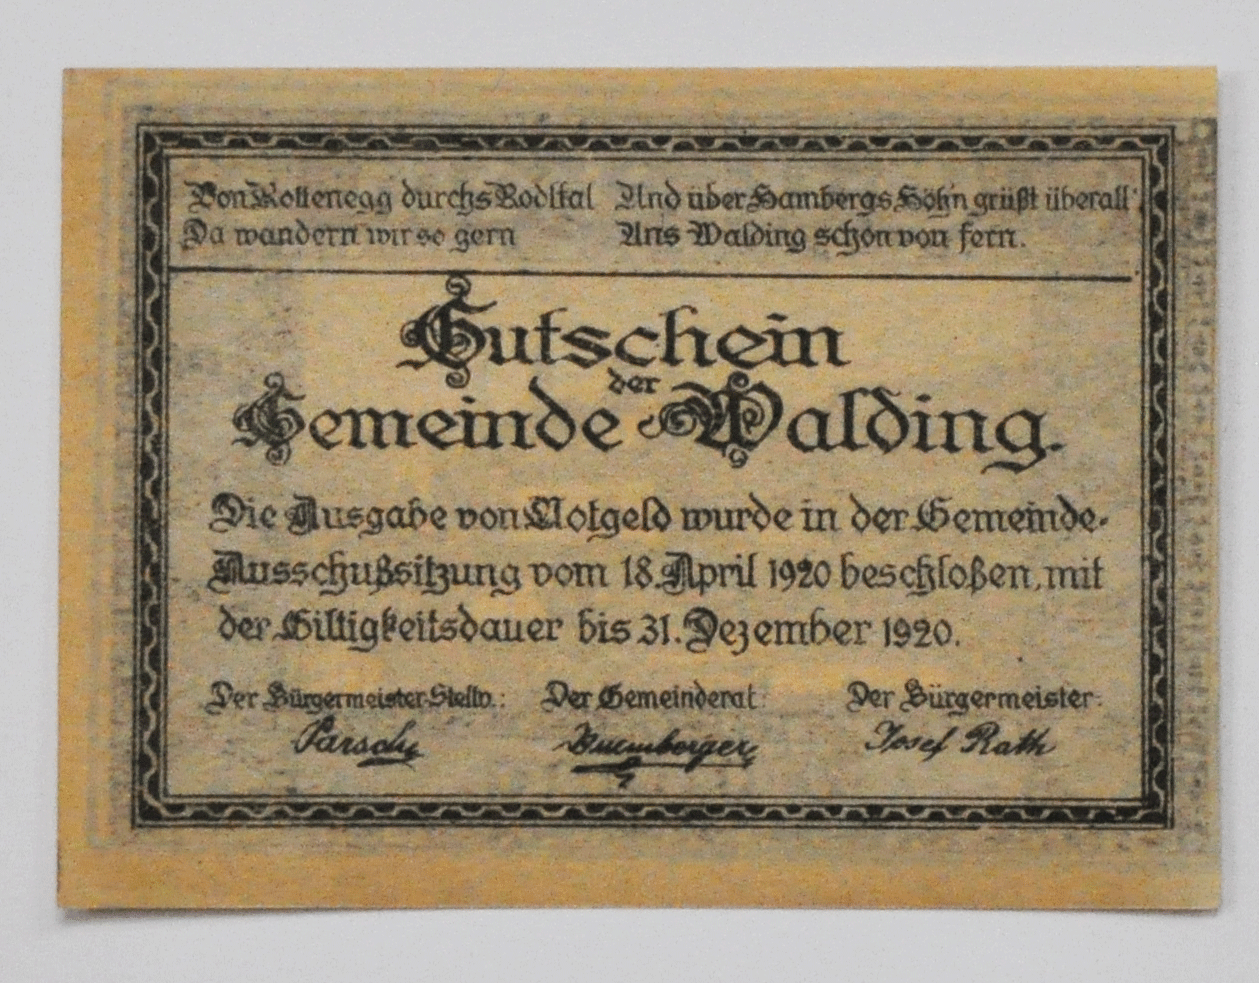 Von Rottenegg durchs Rodltal Und über Hambergs Höhn grüßt überall
Da wandern wir so gern Uns Walding schon von fern.
Gutschein
der
Gemeinde Walding.
Die Ausgabe von Notgeld wurde in der Gemeinde-
Ausschußsitzung vom 18. April 1920 beschloßen, mit
der Giltigkeitsdauer bis 31. Dezember 1920.
Der Bürgermeister-Stellv.: Der Gemeinderat: Der Bürgermeister:
Josef Rath